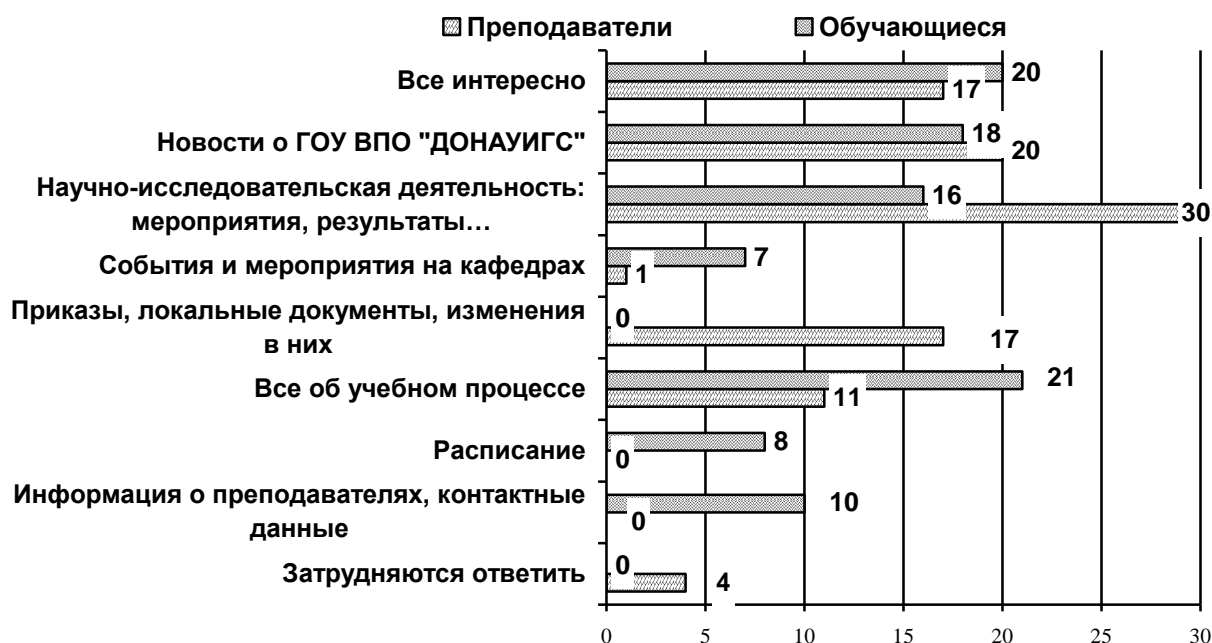 Преподаватели Обучающиеся
Все интересно
20
17
Новости о ГОУ ВПО "ДОНАУИГС"
18
20
Научно-исследовательская деятельность:
мероприятия, результаты…
16
30
События и мероприятия на кафедрах
7
1
Приказы, локальные документы, изменения
в них
0
17
Все об учебном процессе
21
11
Расписание
8
0
Информация о преподавателях, контактные
данные
10
0
Затрудняются ответить
0
4
0 5 10 15 20 25 30